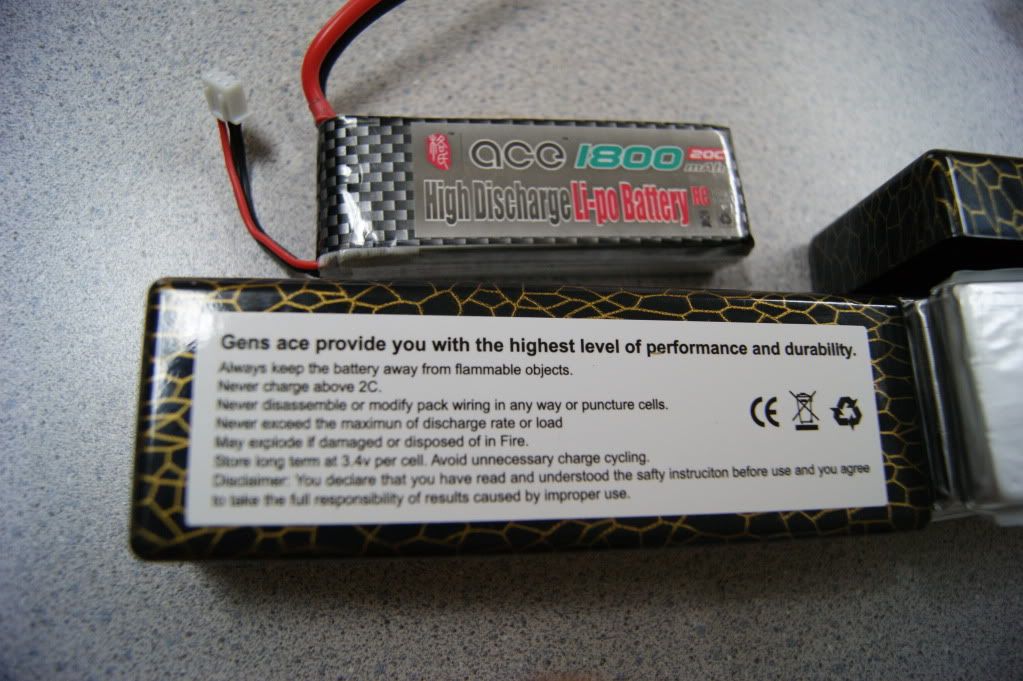 格氏 ace 1800 mAh 20C
High Discharge Li-po Battery RC
Gens ace provide you with the highest level of performance and durability.
Always keep the battery away from flammable objects.
Never charge above 2C.
Never disassemble or modify pack wiring in any way or puncture cells.
Never exceed the maximun of discharge rate or load
May explode if damaged or disposed of in Fire.
Store long term at 3.4v per cell. Avoid unnecessary charge cycling.
Disclaimer: You declare that you have read and understood the safty instruciton before use and you agree
to take the full responsibility of results caused by improper use.
CE